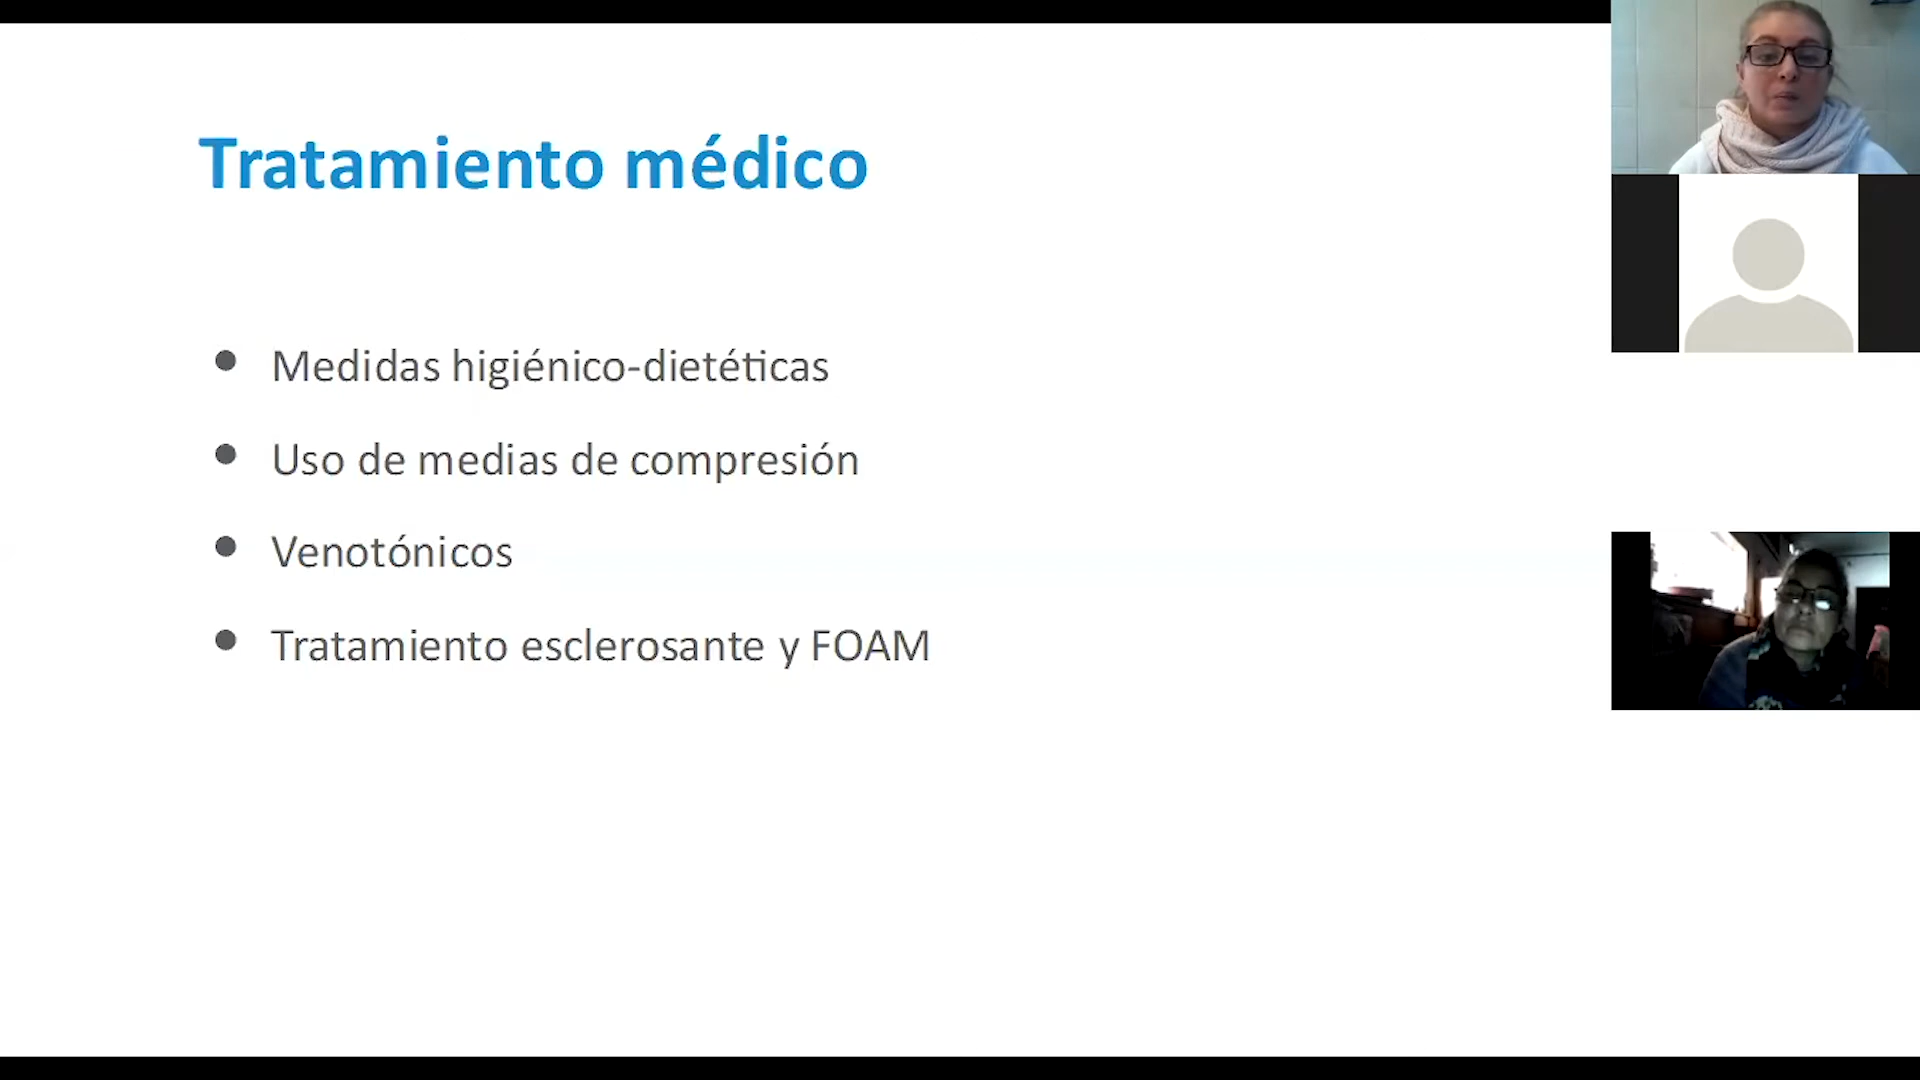 Tratamiento médico
• Medidas higiénico-dietéticas
• Uso de medias de compresión
• Venotónicos
• Tratamiento esclerosante y FOAM